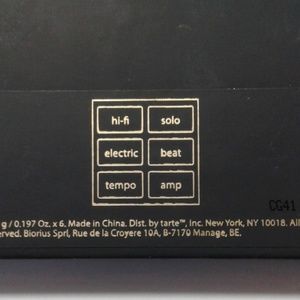 hi-fi solo
electric beat
tempo amp
CG41
g / 0.197 Oz. x 6. Made in China. Dist. by tarte™, Inc. New York, NY 10018. All
erved. Biorius Sprl, Rue de la Croyere 10A, B-7170 Manage, BE.